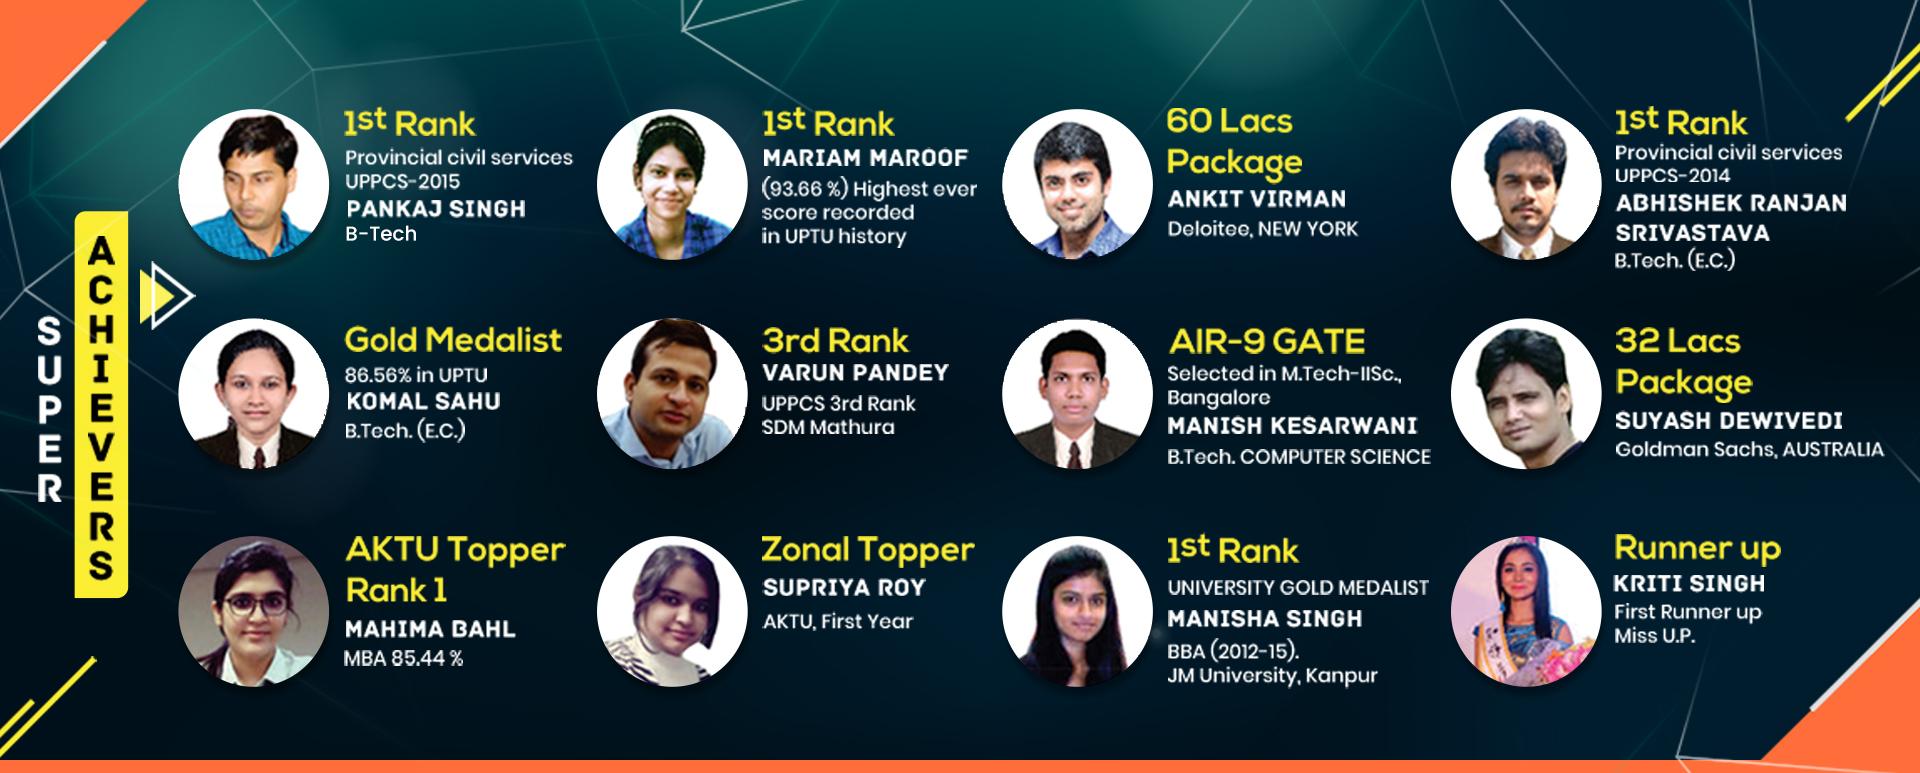 SUPER
ACHIEVERS
1st Rank
Provincial civil services
UPPCS-2015
PANKAJ SINGH
B-Tech
1st Rank
MARIAM MAROOF
(93.66 %) Highest ever
score recorded
in UPTU history
60 Lacs
Package
ANKIT VIRMAN
Deloitee, NEW YORK
1st Rank
Provincial civil services
UPPCS-2014
ABHISHEK RANJAN
SRIVASTAVA
B.Tech. (E.C.)
Gold Medalist
86.56% in UPTU
KOMAL SAHU
B.Tech. (E.C.)
3rd Rank
VARUN PANDEY
UPPCS 3rd Rank
SDM Mathura
AIR-9 GATE
Selected in M.Tech-IISc.,
Bangalore
MANISH KESARWANI
B.Tech. COMPUTER SCIENCE
32 Lacs
Package
SUYASH DEWIVEDI
Goldman Sachs, AUSTRALIA
AKTU Topper
Rank 1
MAHIMA BAHL
MBA 85.44 %
Zonal Topper
SUPRIYA ROY
AKTU, First Year
1st Rank
UNIVERSITY GOLD MEDALIST
MANISHA SINGH
BBA (2012-15).
JM University, Kanpur
Runner up
KRITI SINGH
First Runner up
Miss U.P.